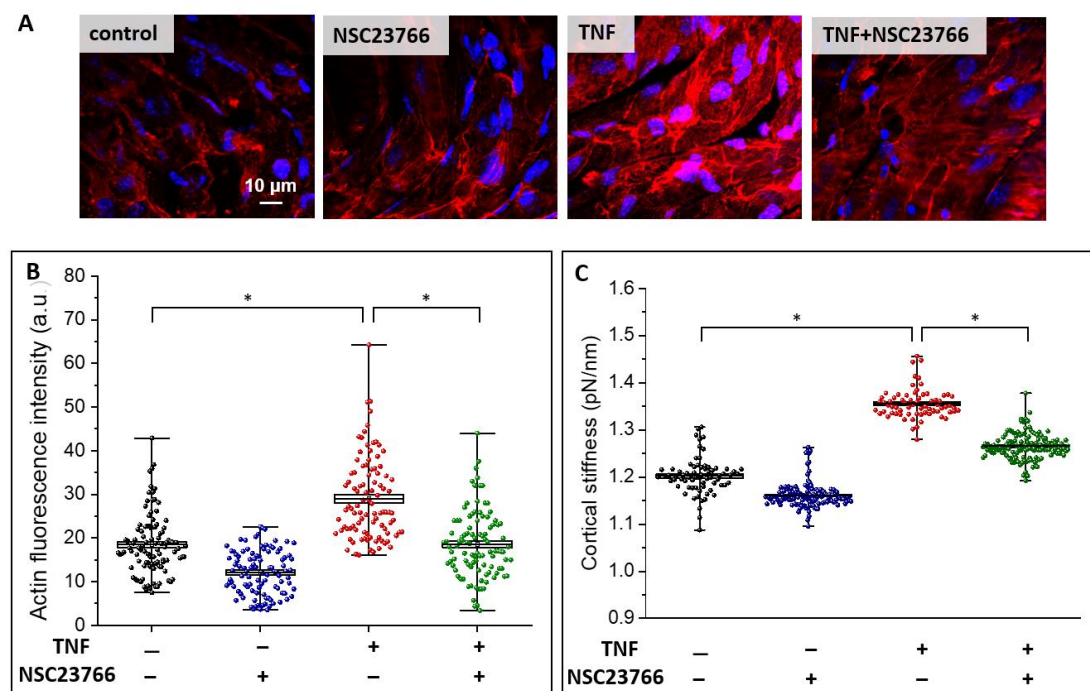 A
control
NSC23766
TNF
TNF+NSC23766
10 µm
B
Actin fluorescence intensity (a.u.)
80
70
60
50
40
30
20
10
0
*
*
TNF — – + +
NSC23766 – + – +
C
Cortical stiffness (pN/nm)
1.6
1.5
1.4
1.3
1.2
1.1
1.0
0.9
*
*
TNF — – + +
NSC23766 – + – +